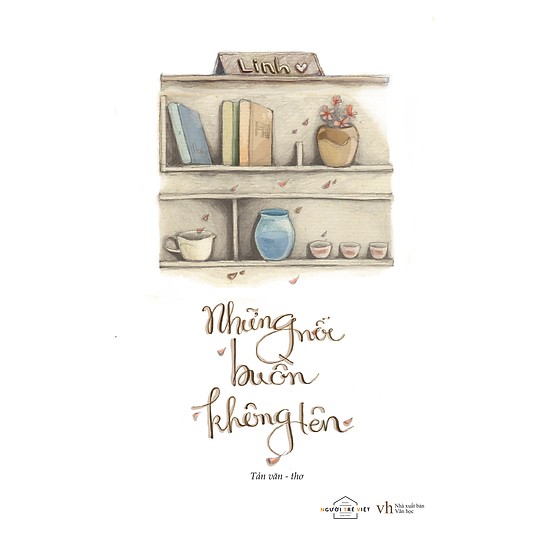 Linh
Những nỗi
buồn
không tên
Tản văn - thơ
NGƯỜI TRẺ VIỆT
vh Nhà xuất bản
Văn học